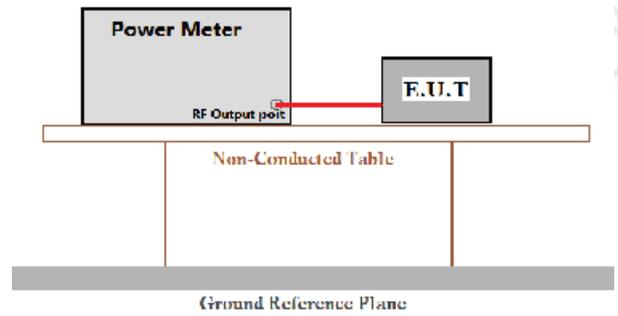 Power Meter
E.U.T
RF Output poit
Non-Conducted Table
Ground Reference Plane